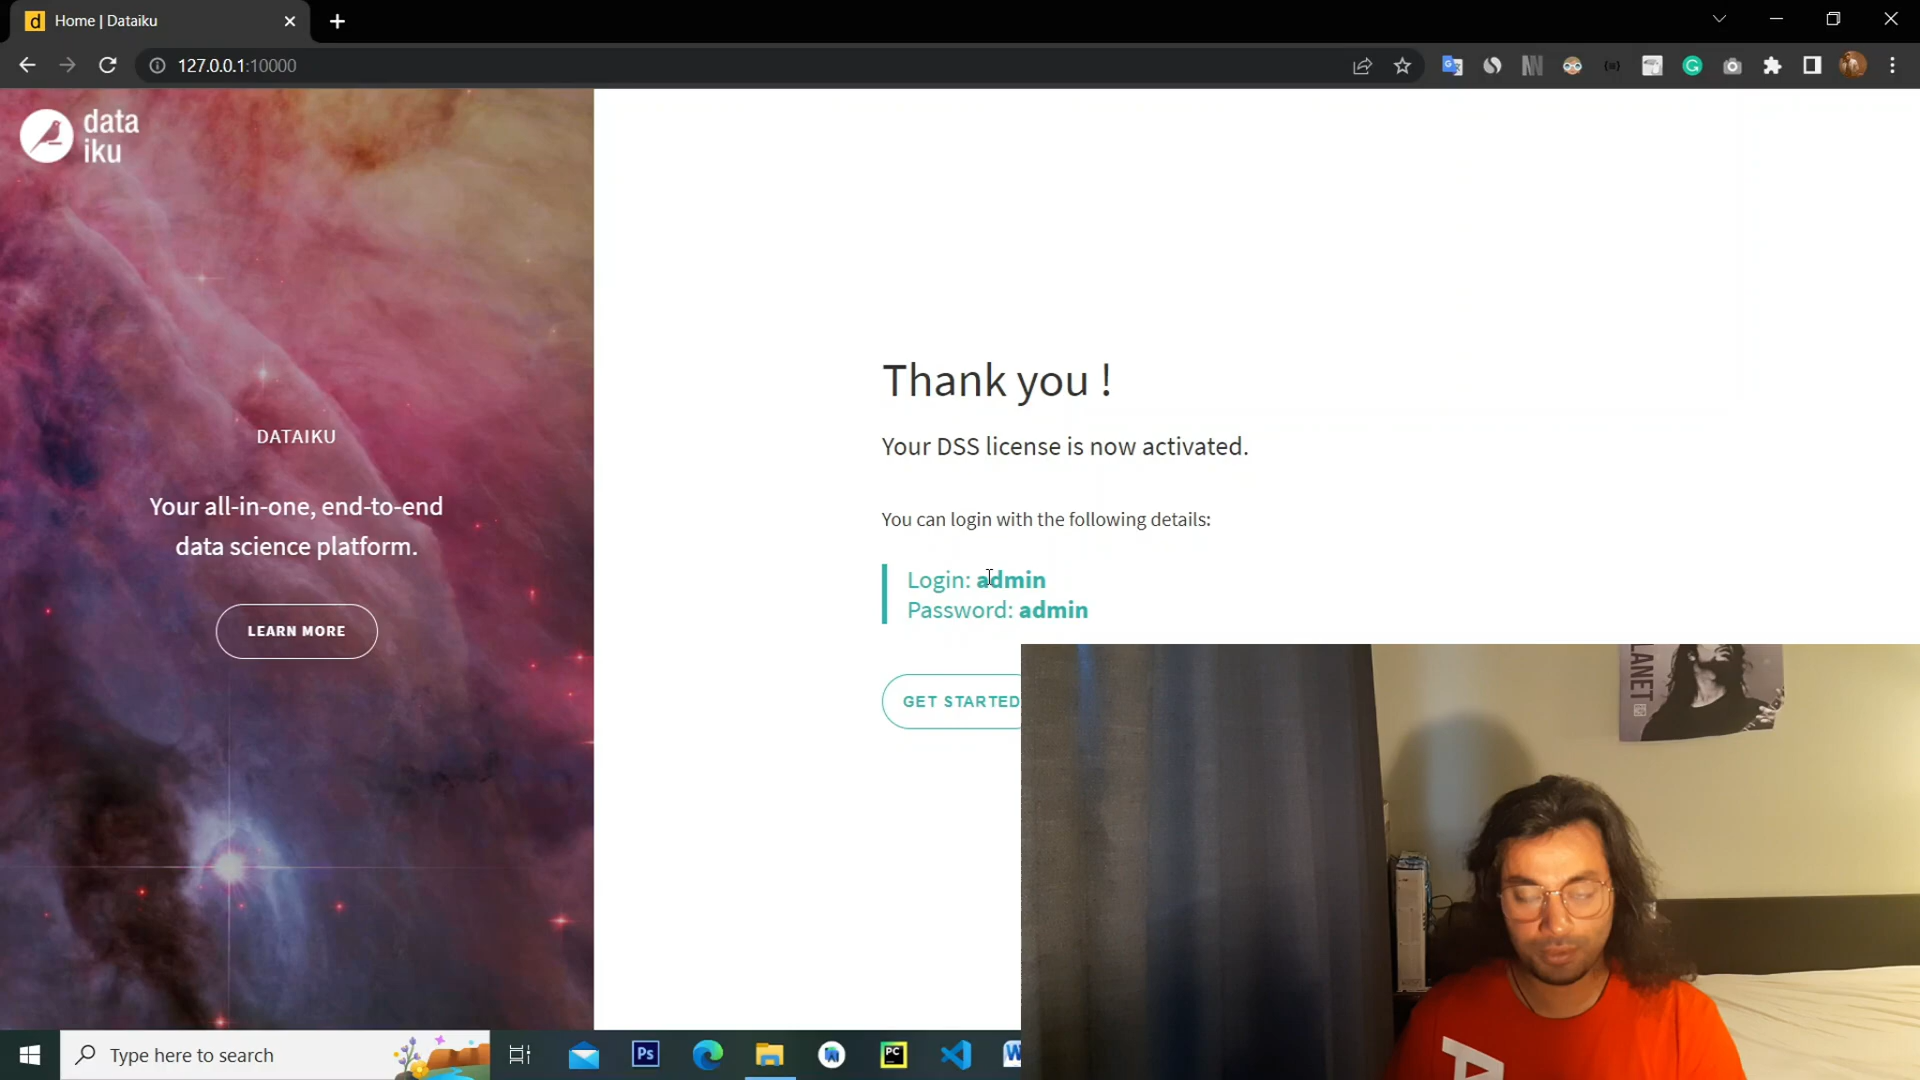 Home | Dataiku
127.0.0.1:10000
data
iku
DATAIKU
Your all-in-one, end-to-end
data science platform.
LEARN MORE
Thank you !
Your DSS license is now activated.
You can login with the following details:
Login: admin
Password: admin
GET STARTED
LANET
Type here to search
Ps
PC
W